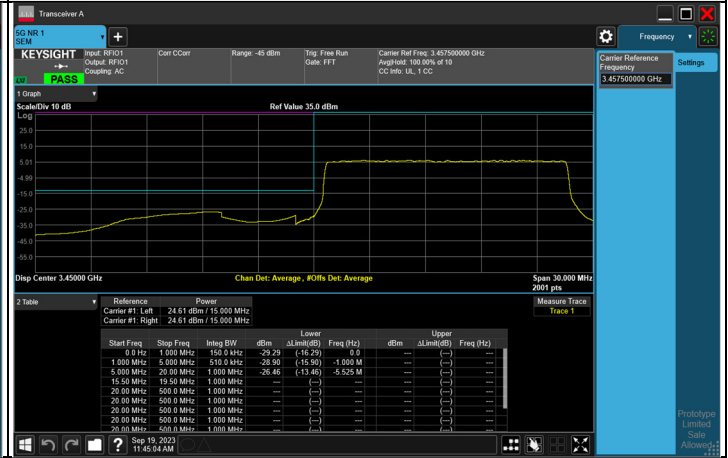 Transceiver A
5G NR 1
SEM
Frequency
KEYSIGHT
LXI
PASS
Input: RFIO1
Output: RFIO1
Coupling: AC
Corr CCorr
Range: -45 dBm
Trig: Free Run
Gate: FFT
Carrier Ref Freq: 3.457500000 GHz
Avg|Hold: 100.00% of 10
CC Info: UL, 1 CC
Carrier Reference
Frequency
3.457500000 GHz
Settings
1 Graph
Scale/Div 10 dB
Ref Value 35.0 dBm
Log
25.0
15.0
5.01
-4.99
-15.0
-25.0
-35.0
-45.0
-55.0
Disp Center 3.45000 GHz
Chan Det: Average , #Offs Det: Average
Span 30.000 MHz
2001 pts
2 Table
Reference Power
Carrier #1: Left 24.61 dBm / 15.000 MHz
Carrier #1: Right 24.61 dBm / 15.000 MHz
Measure Trace
Trace 1
Lower Upper
Start Freq Stop Freq Integ BW dBm ΔLimit(dB) Freq (Hz) dBm ΔLimit(dB) Freq (Hz)
0.0 Hz 1.000 MHz 150.0 kHz -29.29 (-16.29) 0.0 --- (---) ---
1.000 MHz 5.000 MHz 510.0 kHz -28.90 (-15.90) -1.000 M --- (---) ---
5.000 MHz 20.00 MHz 1.000 MHz -26.46 (-13.46) -5.525 M --- (---) ---
15.50 MHz 19.50 MHz 1.000 MHz --- (---) --- --- (---) ---
20.00 MHz 500.0 MHz 1.000 MHz --- (---) --- --- (---) ---
20.00 MHz 500.0 MHz 1.000 MHz --- (---) --- --- (---) ---
20.00 MHz 500.0 MHz 1.000 MHz --- (---) --- --- (---) ---
20.00 MHz 500.0 MHz 1.000 MHz --- (---) --- --- (---) ---
20.00 MHz 500.0 MHz 1.000 MHz --- (---) --- --- (---) ---
Prototype
Limited
Sale
Allowed
?
Sep 19, 2023
11:45:04 AM